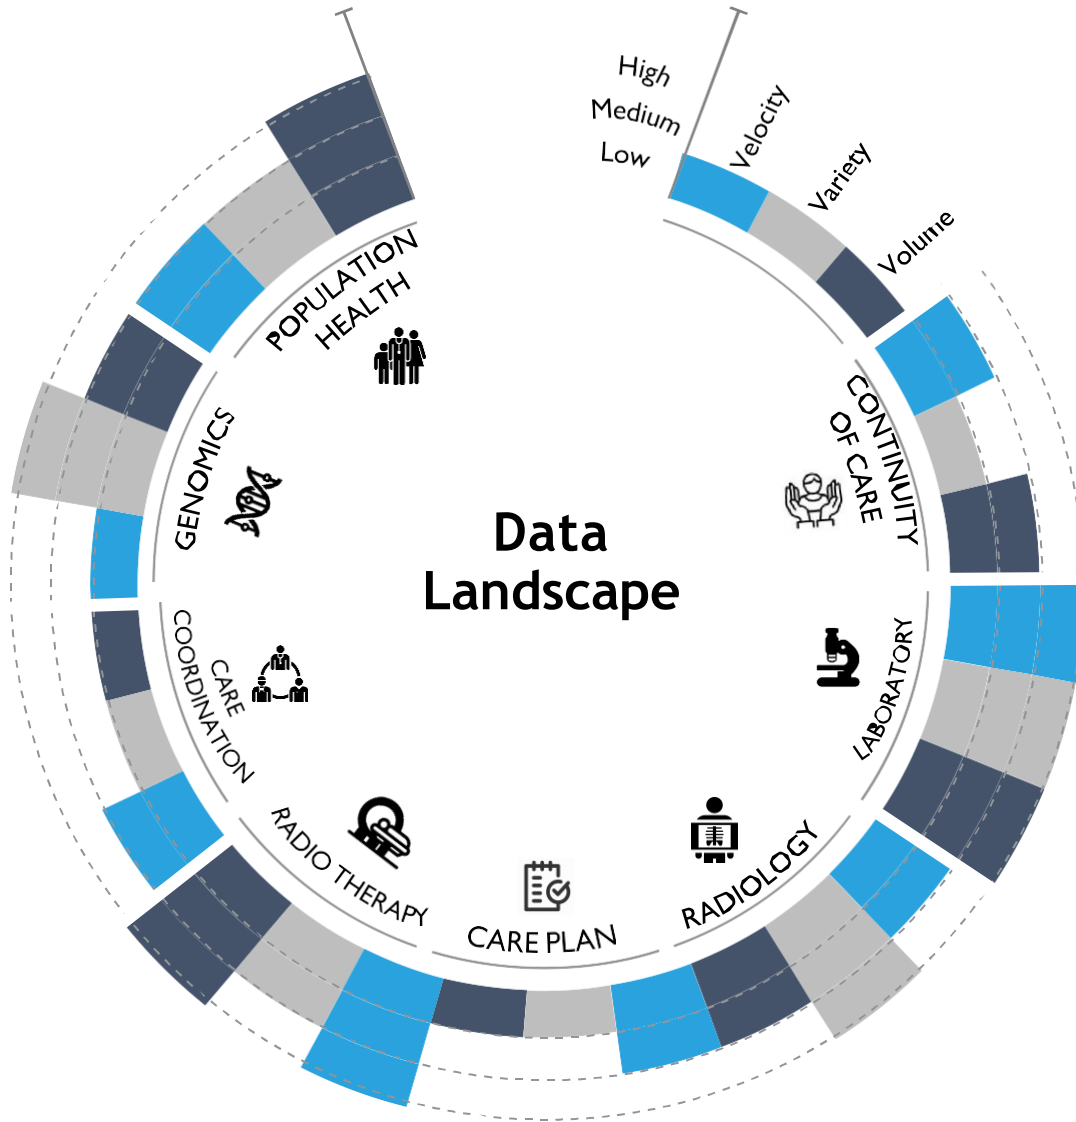 High
Medium
Low
Velocity
Variety
Volume
POPULATION
HEALTH
CONTINUITY
OF CARE
GENOMICS
Data
Landscape
LABORATORY
CARE
COORDINATION
RADIO THERAPY
RADIOLOGY
CARE PLAN